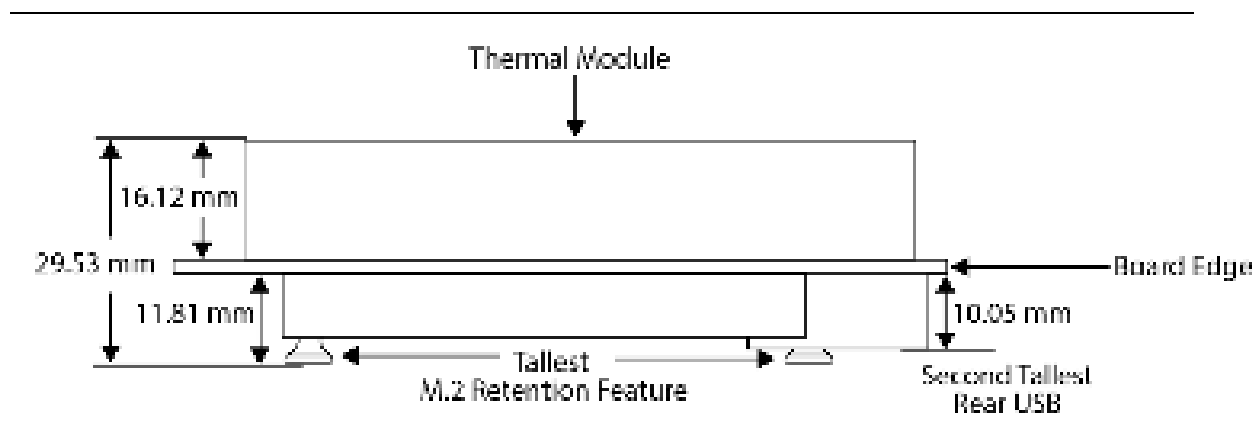 Thermal Module
16.12 mm
29.53 mm
Board Edge
11.81 mm
10.05 mm
Tallest
M.2 Retention Feature
Second Tallest
Rear USB